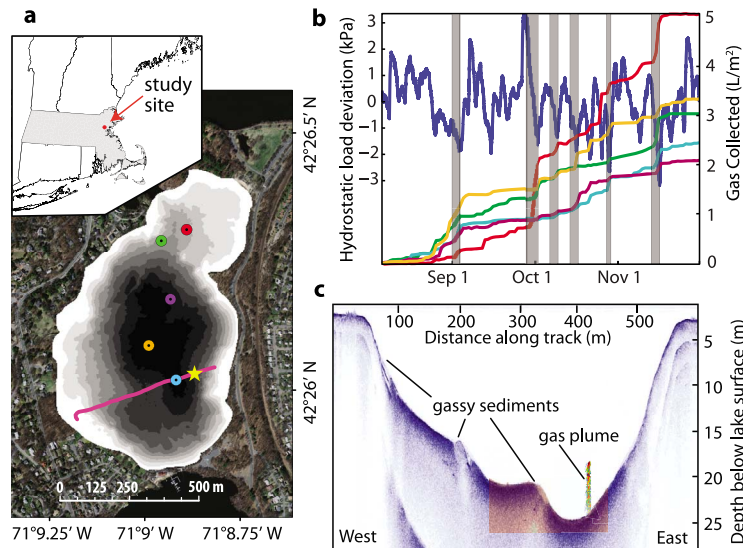 a
study
site
42°26.5' N
42°26' N
0 125 250 500 m
71°9.25' W
71°9' W
71°8.75' W
b
Hydrostatic load deviation (kPa)
3
2
1
0
−1
−2
−3
Gas Collected (L/m²)
5
4
3
2
1
0
Sep 1
Oct 1
Nov 1
c
100 200 300 400 500
Distance along track (m)
gassy sediments
gas plume
West
East
Depth below lake surface (m)
5
10
15
20
25